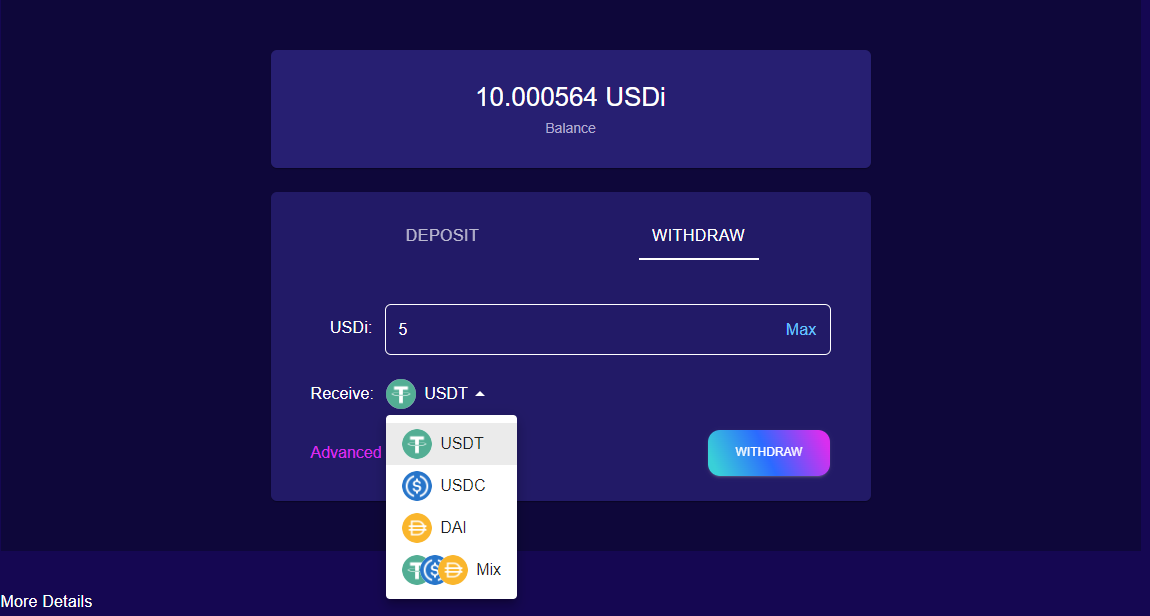 10.000564 USDi
Balance
DEPOSIT WITHDRAW
USDi: 5 Max
Receive: USDT
USDT
Advanced WITHDRAW
USDC
DAI
Mix
More Details